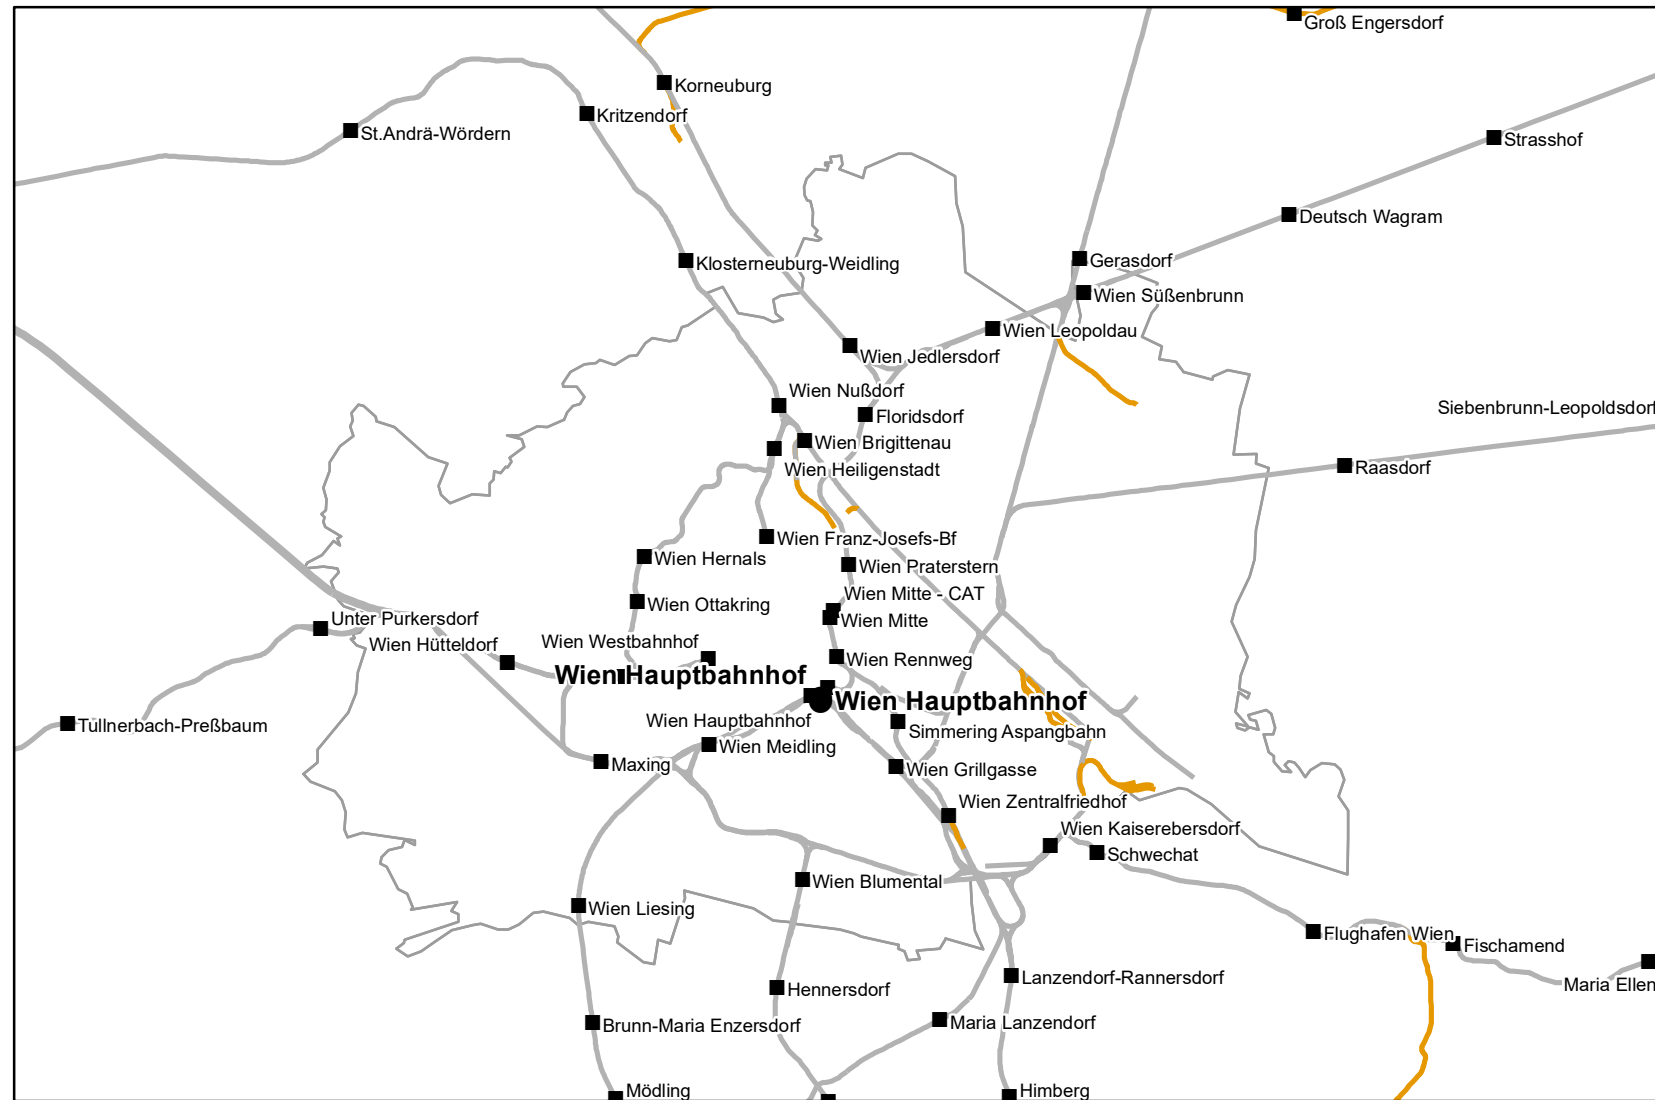 Groß Engersdorf
Korneuburg
Kritzendorf
St.Andrä-Wördern
Strasshof
Deutsch Wagram
Klosterneuburg-Weidling
Gerasdorf
Wien Süßenbrunn
Wien Leopoldau
Wien Jedlersdorf
Wien Nußdorf
Siebenbrunn-Leopoldsdorf
Floridsdorf
Wien Brigittenau
Wien Heiligenstadt
Raasdorf
Wien Franz-Josefs-Bf
Wien Hernals
Wien Praterstern
Wien Mitte - CAT
Wien Ottakring
Unter Purkersdorf
Wien Mitte
Wien Hütteldorf
Wien Westbahnhof
Wien Rennweg
Wien Hauptbahnhof
Wien Hauptbahnhof
Wien Hauptbahnhof
Tullnerbach-Preßbaum
Simmering Aspangbahn
Wien Meidling
Maxing
Wien Grillgasse
Wien Zentralfriedhof
Wien Kaiserebersdorf
Schwechat
Wien Blumental
Wien Liesing
Flughafen Wien
Fischamend
Lanzendorf-Rannersdorf
Maria Ellen
Hennersdorf
Brunn-Maria Enzersdorf
Maria Lanzendorf
Mödling
Himberg